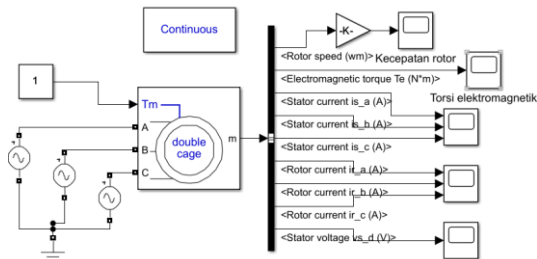 Continuous
-K-
<Rotor speed (wm)>
Kecepatan rotor
<Electromagnetic torque Te (N*m)>
Torsi elektromagnetik
1
Tm
A
B
C
double
cage
m
<Stator current is_a (A)>
<Stator current is_b (A)>
<Stator current is_c (A)>
<Rotor current ir_a (A)>
<Rotor current ir_b (A)>
<Rotor current ir_c (A)>
<Stator voltage vs_d (V)>